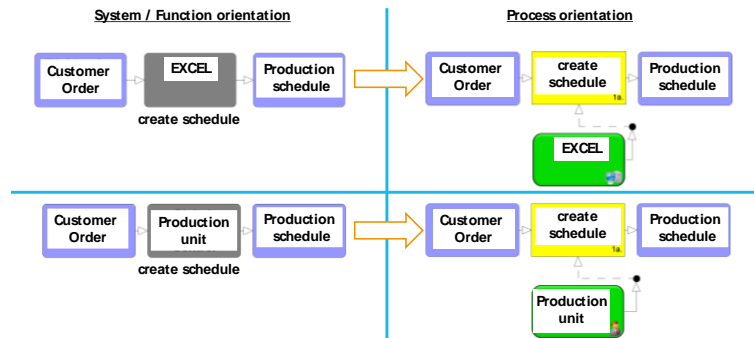 System / Function orientation
Process orientation
Customer
Order
EXCEL
Production
schedule
create schedule
Customer
Order
create
schedule
1a.
Production
schedule
EXCEL
Customer
Order
Production
unit
Production
schedule
create schedule
Customer
Order
create
schedule
1a.
Production
schedule
Production
unit